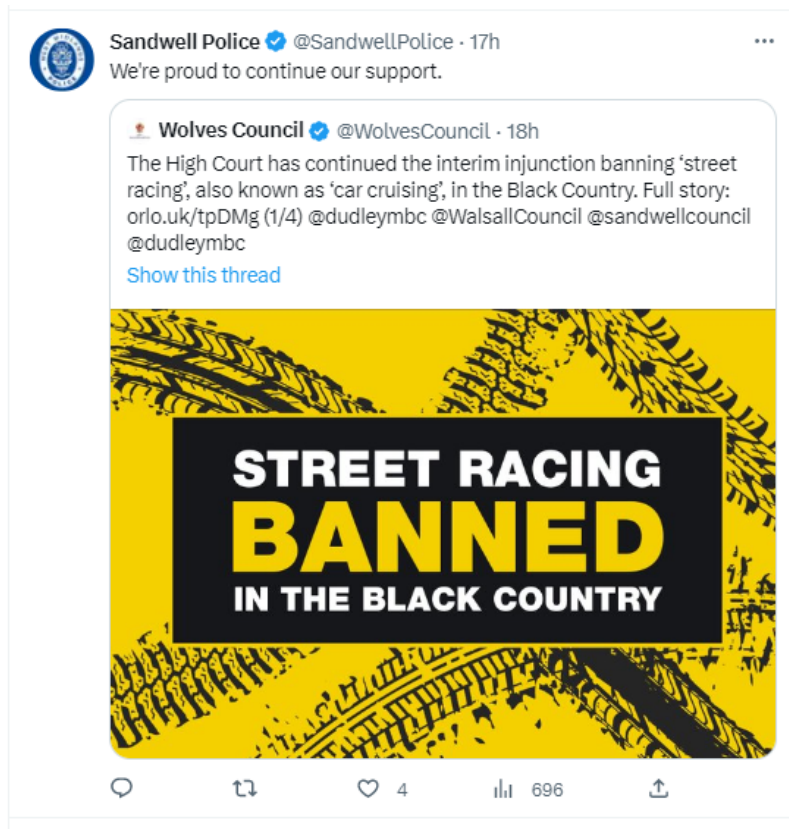 Sandwell Police @SandwellPolice · 17h
We're proud to continue our support.
Wolves Council @WolvesCouncil · 18h
The High Court has continued the interim injunction banning ‘street
racing’, also known as ‘car cruising’, in the Black Country. Full story:
orlo.uk/tpDMg (1/4) @dudleymbc @WalsallCouncil @sandwellcouncil
@dudleymbc
Show this thread
STREET RACING
BANNED
IN THE BLACK COUNTRY
4 696